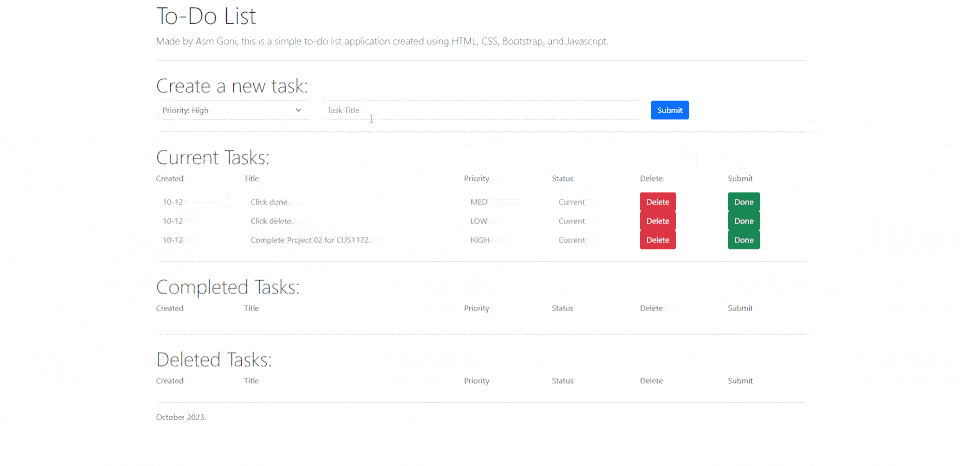 To-Do List
Made by Asm Goni, this is a simple to-do list application created using HTML, CSS, Bootstrap, and Javascript.
Create a new task:
Priority: High Task Title: Submit
Current Tasks:
Created Title Priority Status Delete Submit
10-12 Click done. MED Current Delete Done
10-12 Click delete. LOW Current Delete Done
10-12 Complete Project 02 for CUS1172. HIGH Current Delete Done
Completed Tasks:
Created Title Priority Status Delete Submit
Deleted Tasks:
Created Title Priority Status Delete Submit
October 2023.